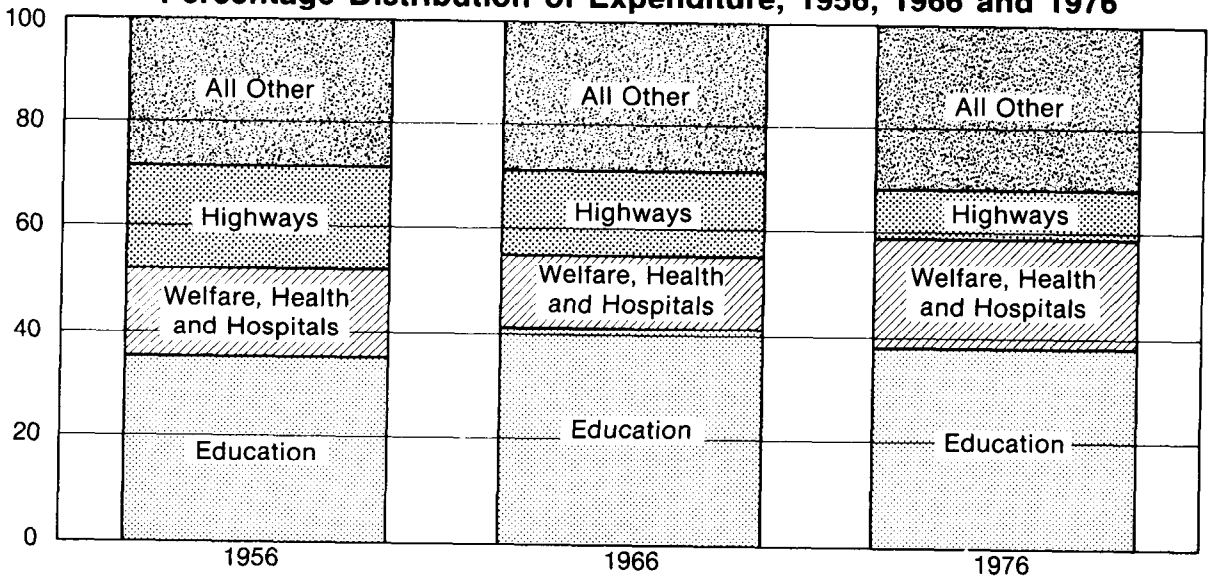 Percentage Distribution of Expenditure, 1956, 1966 and 1976
100
80
60
40
20
0
All Other
Highways
Welfare, Health
and Hospitals
Education
1956
All Other
Highways
Welfare, Health
and Hospitals
Education
1966
All Other
Highways
Welfare, Health
and Hospitals
Education
1976